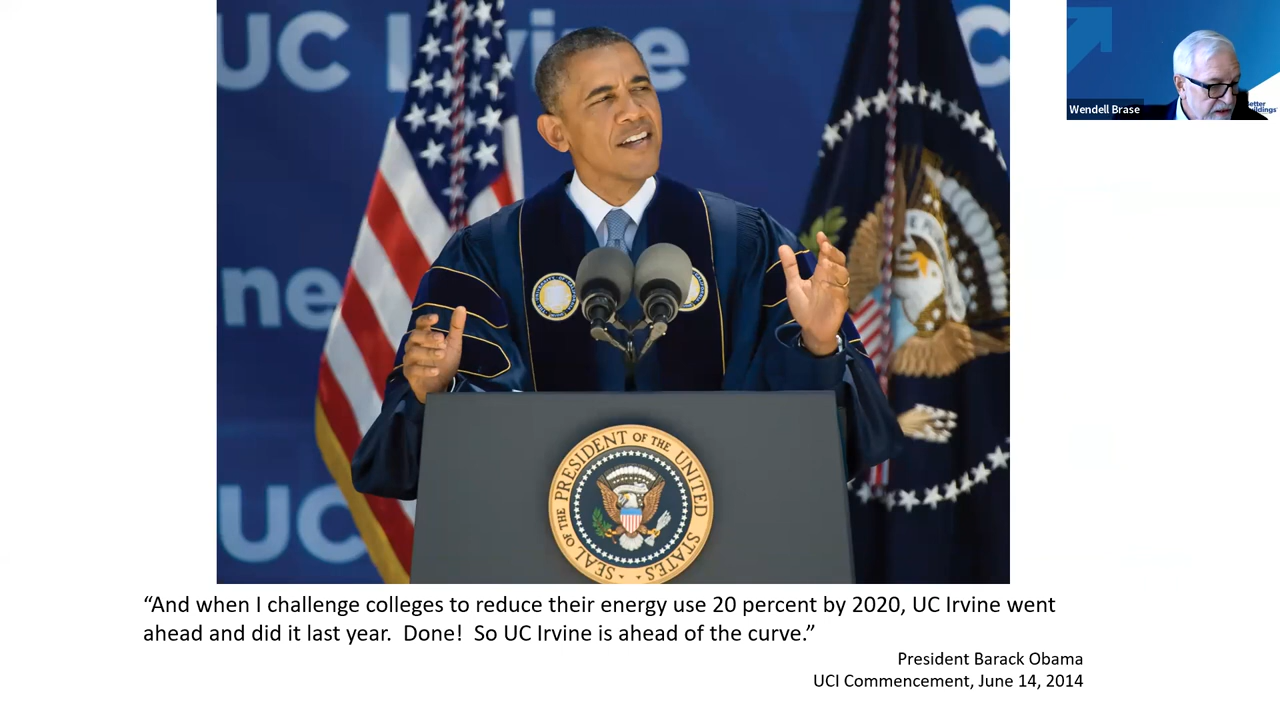 UC Irvine
C
Wendell Brase
Better
Buildings
ne
UC
SEAL OF THE PRESIDENT OF THE UNITED STATES
“And when I challenge colleges to reduce their energy use 20 percent by 2020, UC Irvine went
ahead and did it last year.  Done!  So UC Irvine is ahead of the curve.”
President Barack Obama
UCI Commencement, June 14, 2014